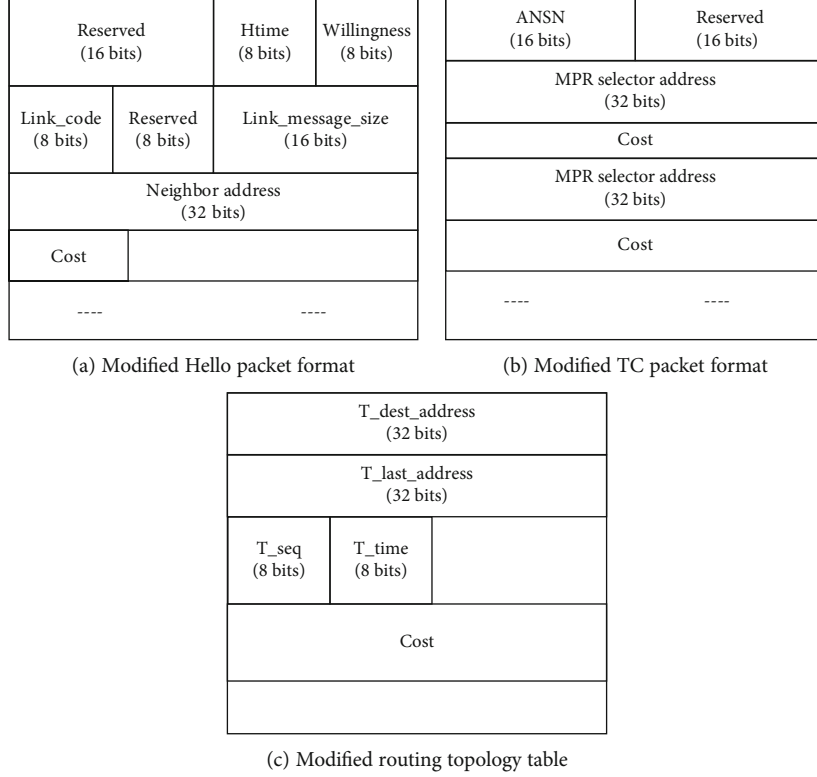 Reserved
(16 bits)
Htime
(8 bits)
Willingness
(8 bits)
Link_code
(8 bits)
Reserved
(8 bits)
Link_message_size
(16 bits)
Neighbor address
(32 bits)
Cost
---- ----
(a) Modified Hello packet format
ANSN
(16 bits)
Reserved
(16 bits)
MPR selector address
(32 bits)
Cost
MPR selector address
(32 bits)
Cost
---- ----
(b) Modified TC packet format
T_dest_address
(32 bits)
T_last_address
(32 bits)
T_seq
(8 bits)
T_time
(8 bits)
Cost
(c) Modified routing topology table